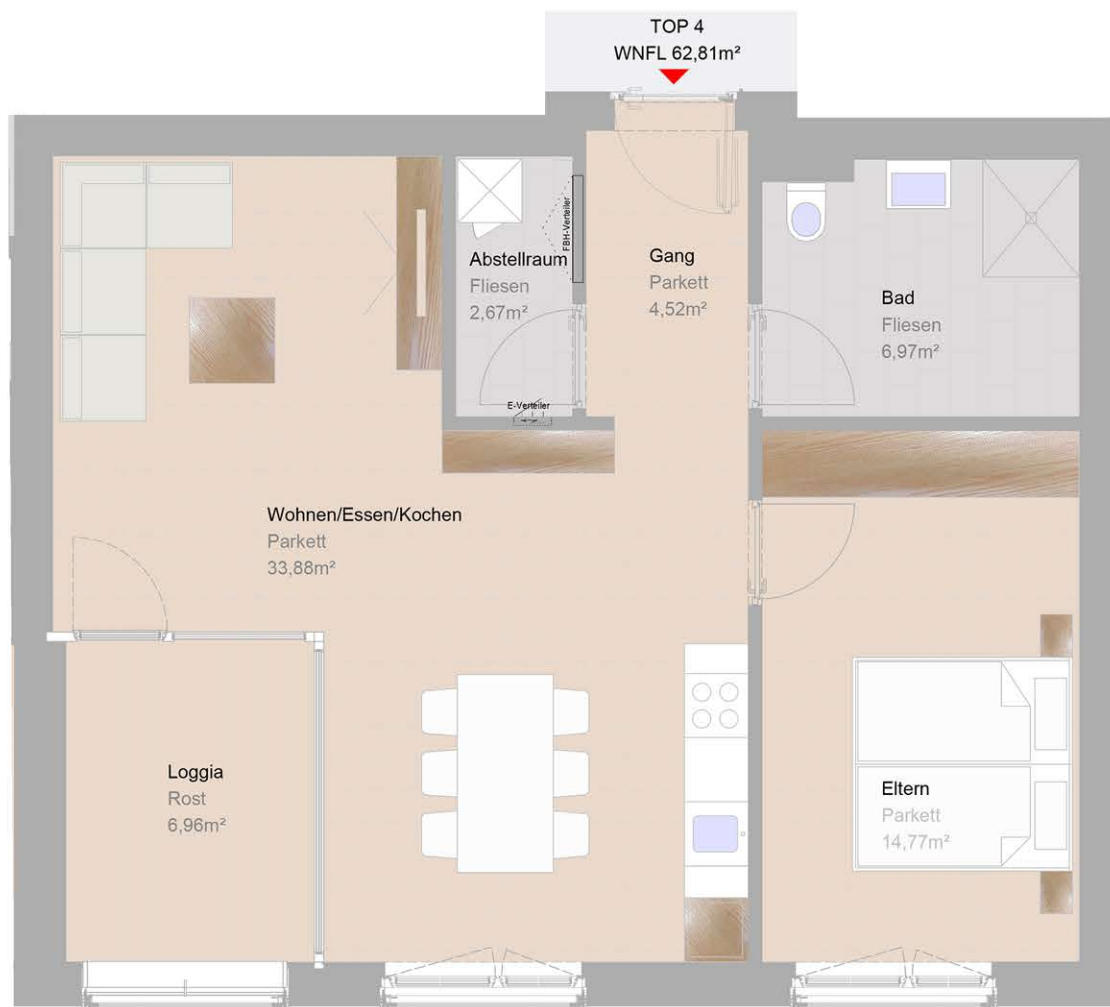 TOP 4
WNFL 62,81m²
FBH-Verteiler
Abstellraum
Fliesen
2,67m²
Gang
Parkett
4,52m²
Bad
Fliesen
6,97m²
E-Verteiler
Wohnen/Essen/Kochen
Parkett
33,88m²
Loggia
Rost
6,96m²
Eltern
Parkett
14,77m²